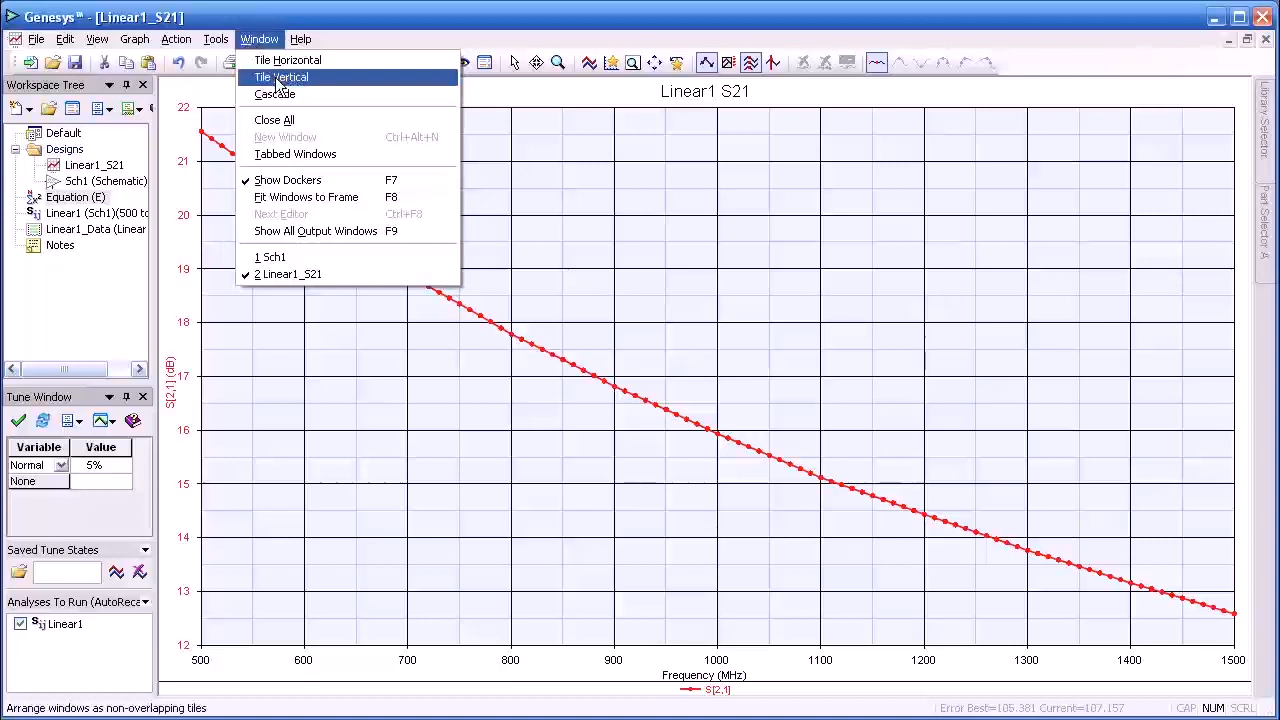 Genesys™ - [Linear1_S21]
File Edit View Graph Action Tools Window Help
Workspace Tree
Default
Designs
Linear1_S21
Sch1 (Schematic)
Equation (E)
Linear1 (Sch1)(500 to
Linear1_Data (Linear
Notes
Tile Horizontal
Tile Vertical
Cascade
Close All
New Window Ctrl+Alt+N
Tabbed Windows
Show Dockers F7
Fit Windows to Frame F8
Next Editor Ctrl+F8
Show All Output Windows F9
1 Sch1
2 Linear1_S21
Tune Window
Variable Value
Normal 5%
None
Saved Tune States
Analyses To Run (AutoReca
Sij Linear1
Linear1 S21
22
21
20
19
18
17
16
15
14
13
12
S[2,1] (dB)
500 600 700 800 900 1000 1100 1200 1300 1400 1500
Frequency (MHz)
S[2,1]
Library Selector
Part Selector A
Arrange windows as non-overlapping tiles
Error Best=105.381 Current=107.157
CAP NUM SCRL